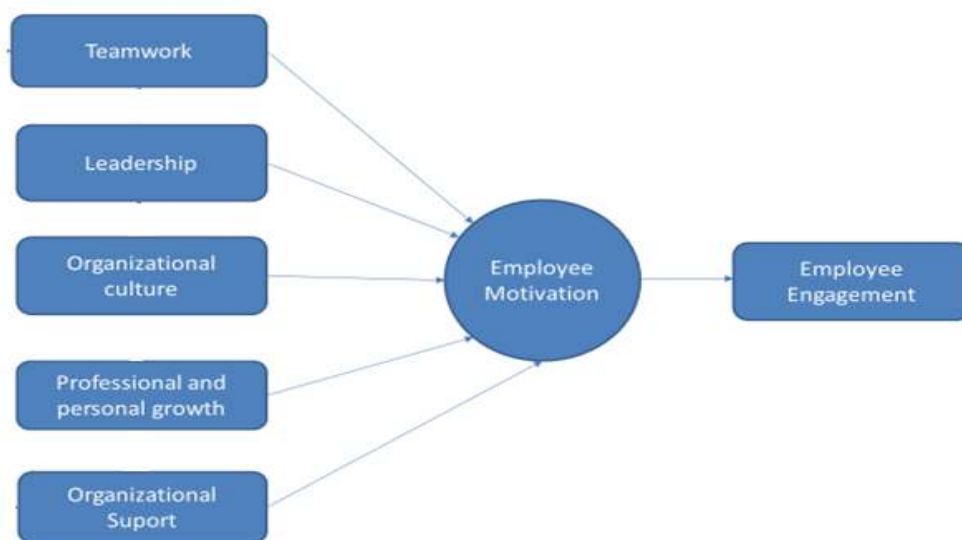 Teamwork
Leadership
Organizational
culture
Professional and
personal growth
Organizational
Suport
Employee
Motivation
Employee
Engagement